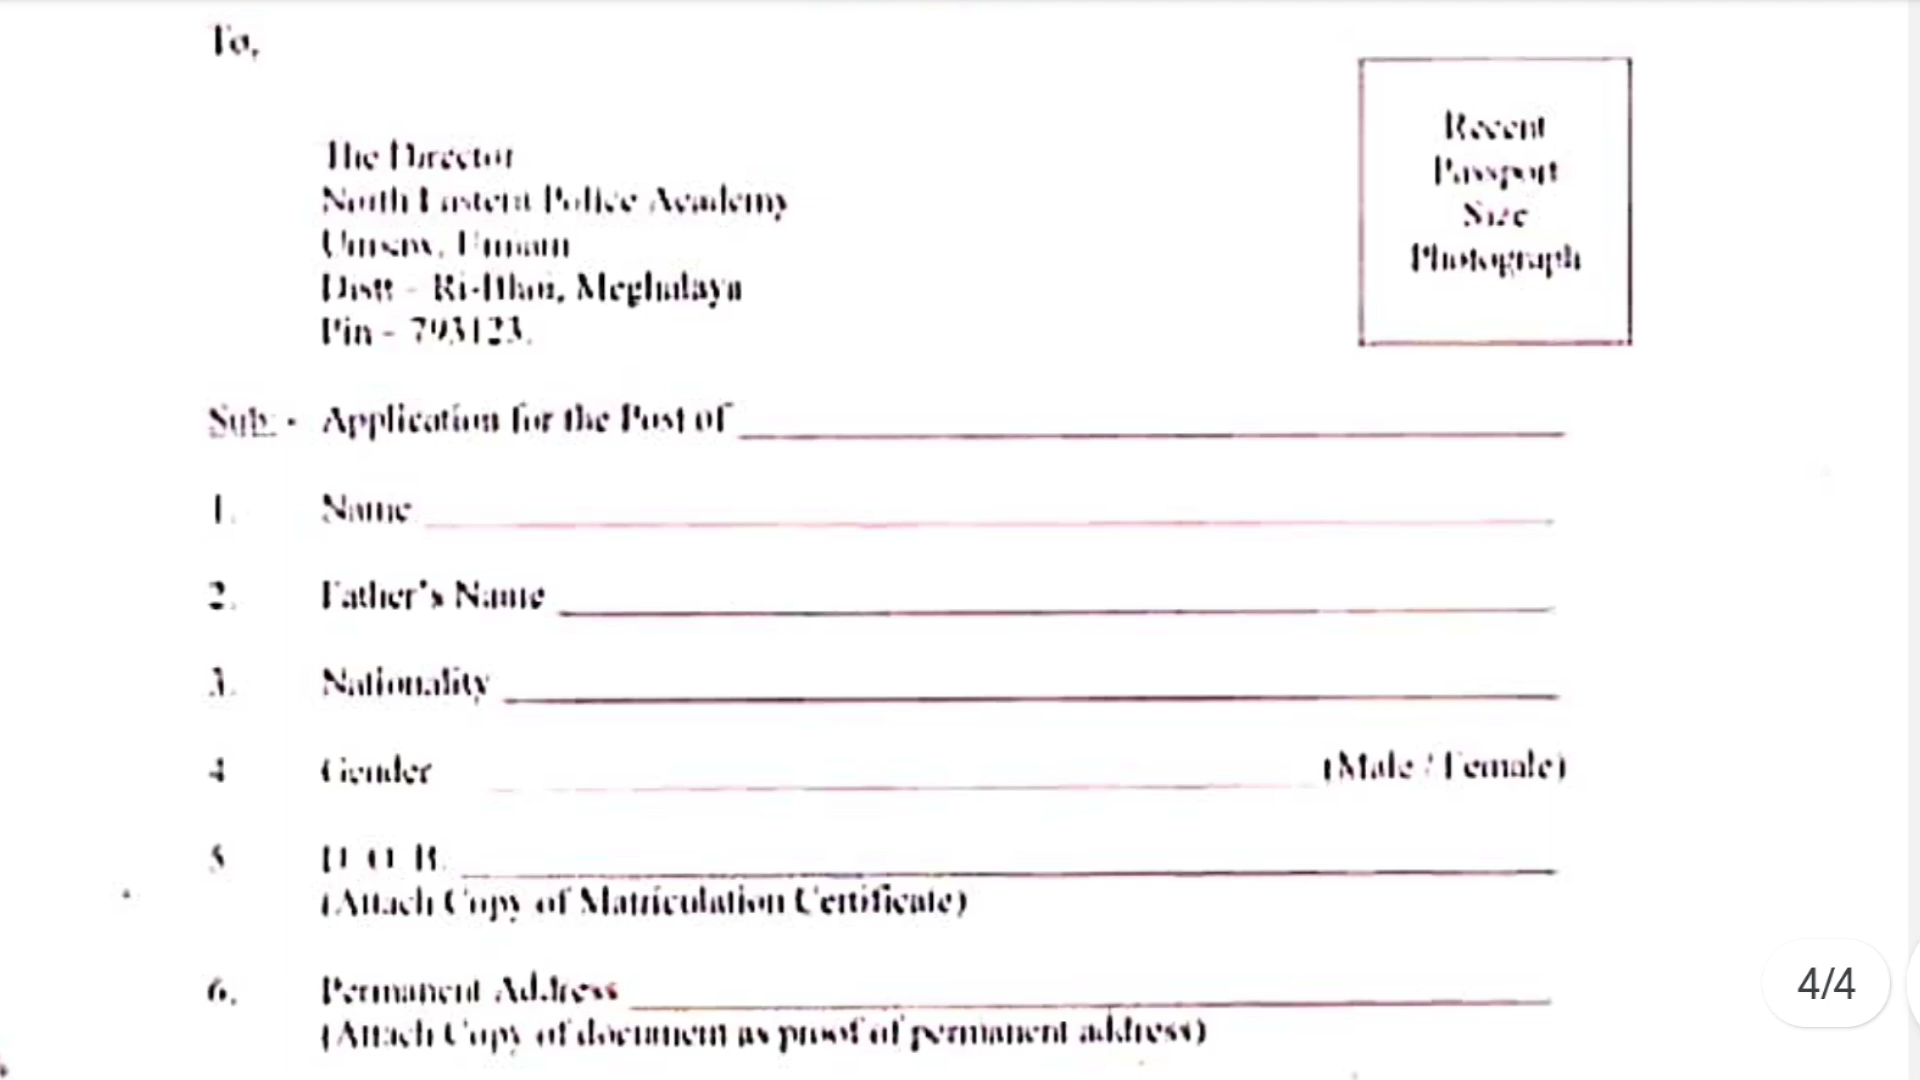 To,
Recent
Passport
Size
Photograph
The Director
North Eastern Police Academy
Umsaw, Umiam
Distt - Ri-Bhoi, Meghalaya
Pin - 793123.
Sub: - Application for the Post of
1. Name
2. Father's Name
3. Nationality
4 Gender (Male / Female)
5 D.O.B.
(Attach Copy of Matriculation Certificate)
6. Permanent Address
(Attach Copy of document as proof of permanent address)
4/4